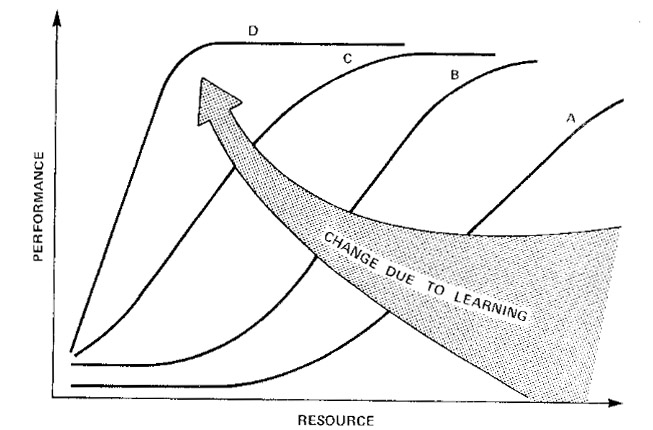 D
C
B
A
PERFORMANCE
CHANGE DUE TO LEARNING
RESOURCE